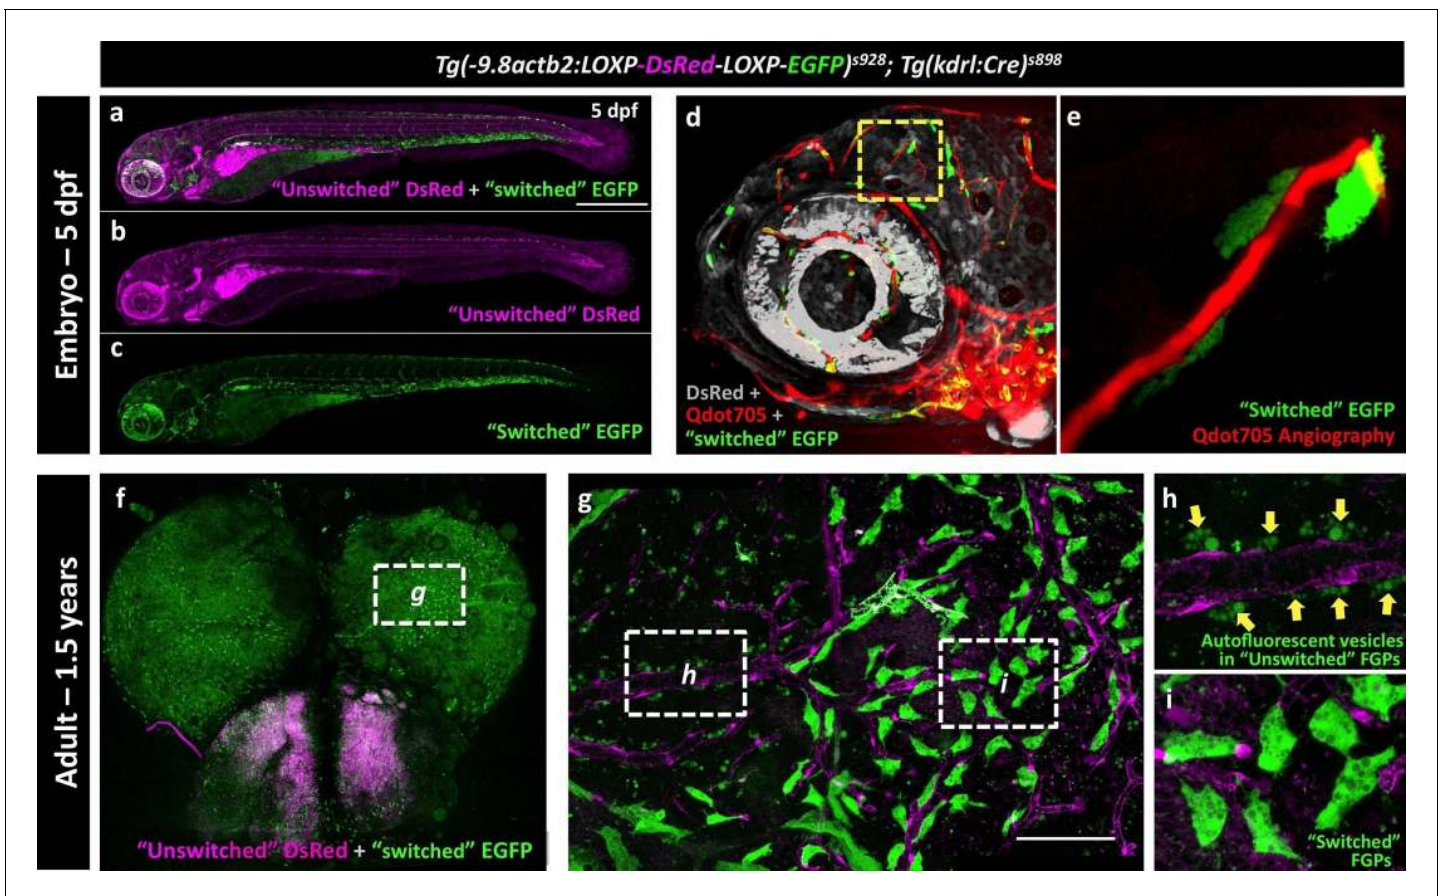 Tg(-9.8actb2:LOXP-DsRed-LOXP-EGFP)s928; Tg(kdrl:Cre)s898
Embryo – 5 dpf
a
5 dpf
“Unswitched” DsRed + “switched” EGFP
b
“Unswitched” DsRed
c
“Switched” EGFP
d
DsRed +
Qdot705 +
“switched” EGFP
e
“Switched” EGFP
Qdot705 Angiography
Adult – 1.5 years
f
g
“Unswitched” DsRed + “switched” EGFP
g
h
i
h
Autofluorescent vesicles
in “Unswitched” FGPs
i
“Switched”
FGPs